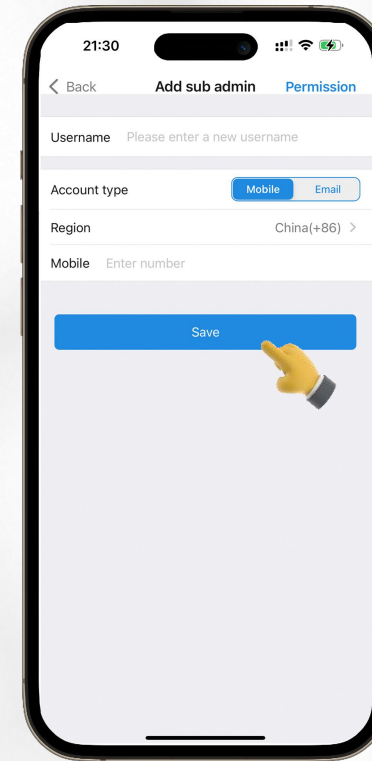 21:30
Back Add sub admin Permission
Username Please enter a new username
Account type Mobile Email
Region China(+86)
Mobile Enter number
Save